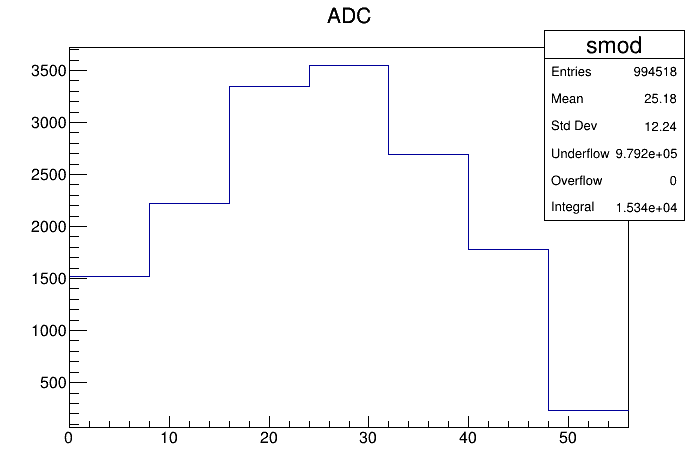 ADC
smod
Entries 994518
Mean 25.18
Std Dev 12.24
Underflow 9.792e+05
Overflow 0
Integral 1.534e+04
3500
3000
2500
2000
1500
1000
500
0 10 20 30 40 50